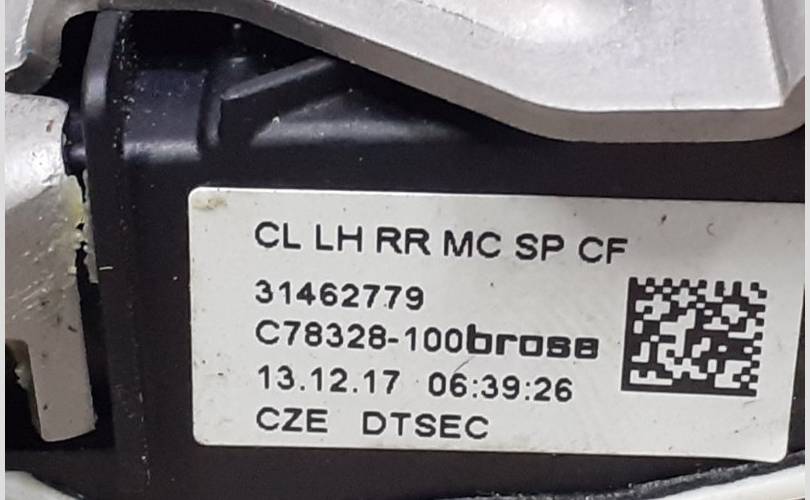 CL LH RR MC SP CF
31462779
C78328-100brose
13.12.17 06:39:26
CZE DTSEC